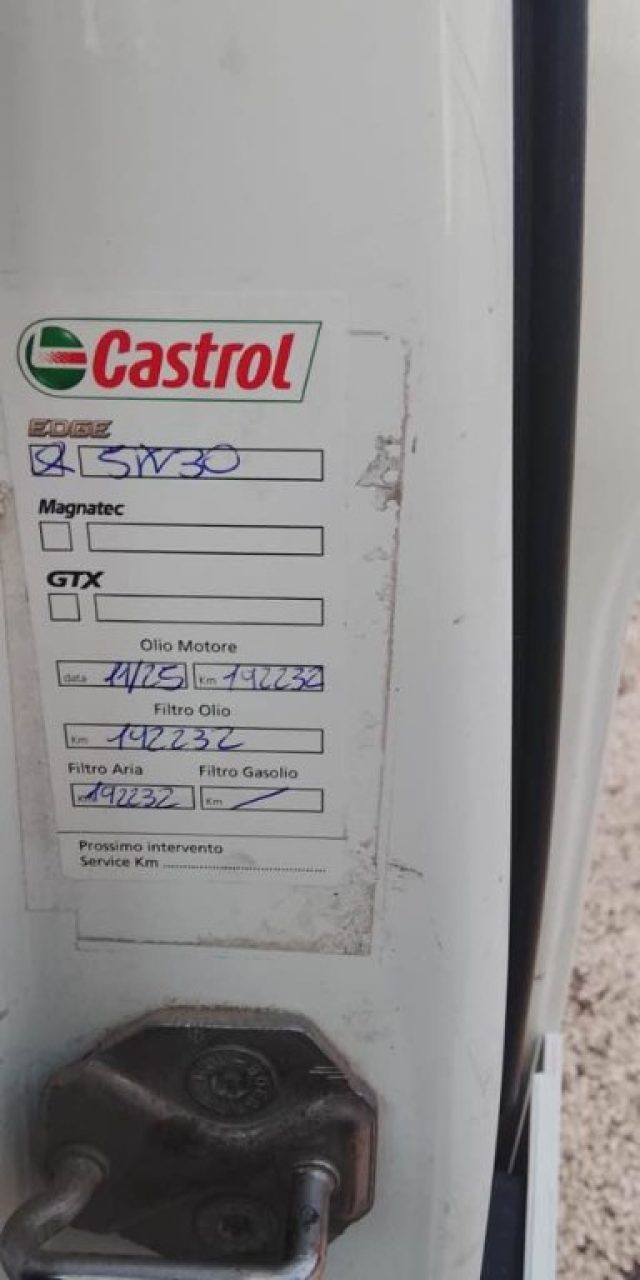 Castrol
EDGE
5W30
Magnatec
GTX
Olio Motore
data 11/25 Km 192232
Filtro Olio
Km 192232
Filtro Aria Filtro Gasolio
Km 192232 Km /
Prossimo intervento
Service Km ..............................